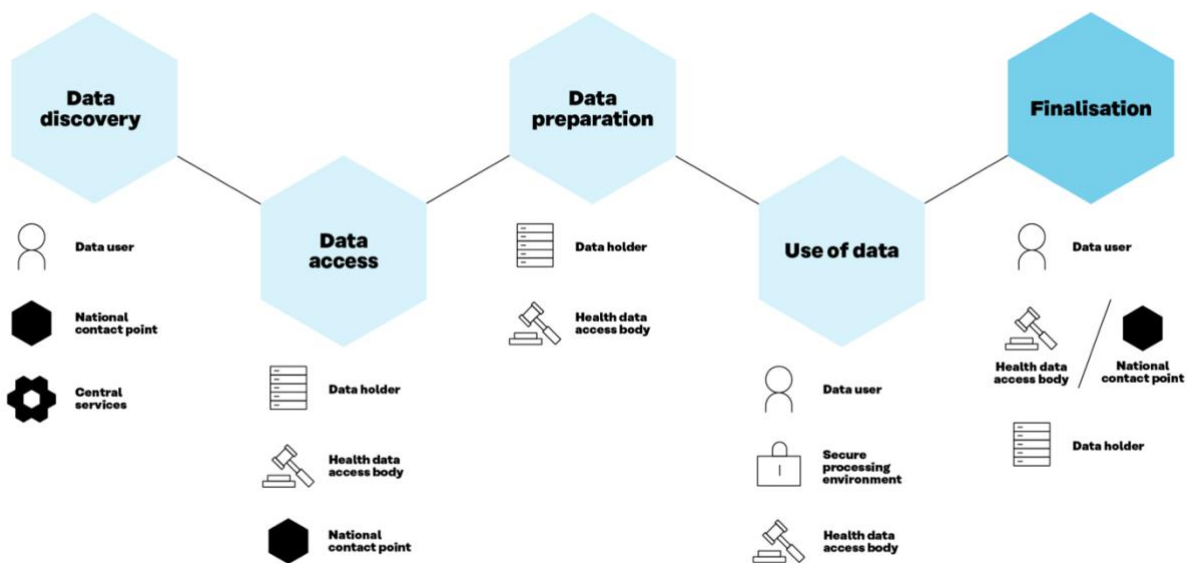 Data
discovery
Data user
National
contact point
Central
services
Data
access
Data holder
Health data
access body
National
contact point
Data
preparation
Data holder
Health data
access body
Use of data
Data user
Secure
processing
environment
Health data
access body
Finalisation
Data user
Health data
access body
National
contact point
Data holder